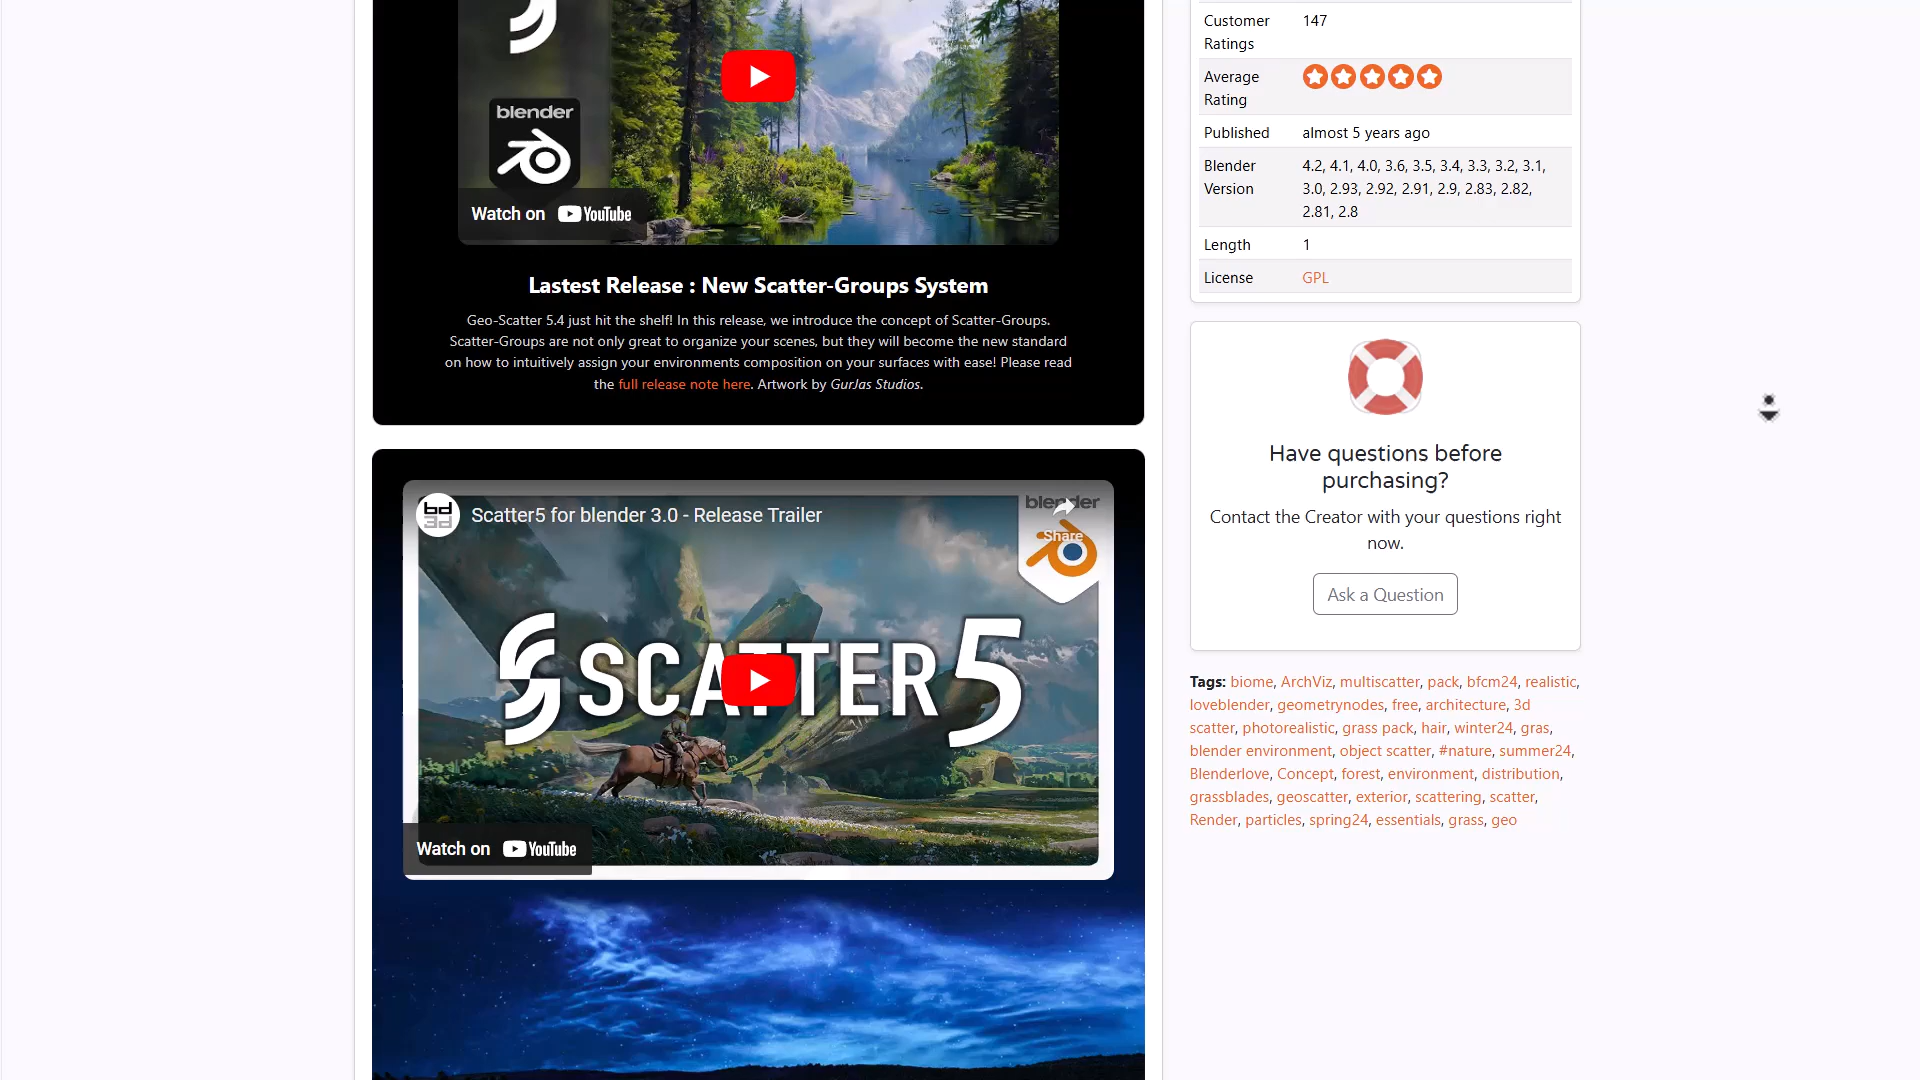 blender
Watch on YouTube
Lastest Release : New Scatter-Groups System
Geo-Scatter 5.4 just hit the shelf! In this release, we introduce the concept of Scatter-Groups.
Scatter-Groups are not only great to organize your scenes, but they will become the new standard
on how to intuitively assign your environments composition on your surfaces with ease! Please read
the full release note here. Artwork by GurJas Studios.
bd
3d
Scatter5 for blender 3.0 - Release Trailer
blender
Share
SCATTER 5
Watch on YouTube
Customer
Ratings
147
Average
Rating
Published
almost 5 years ago
Blender
Version
4.2, 4.1, 4.0, 3.6, 3.5, 3.4, 3.3, 3.2, 3.1,
3.0, 2.93, 2.92, 2.91, 2.9, 2.83, 2.82,
2.81, 2.8
Length
1
License
GPL
Have questions before
purchasing?
Contact the Creator with your questions right
now.
Ask a Question
Tags: biome, ArchViz, multiscatter, pack, bfcm24, realistic,
loveblender, geometrynodes, free, architecture, 3d
scatter, photorealistic, grass pack, hair, winter24, gras,
blender environment, object scatter, #nature, summer24,
Blenderlove, Concept, forest, environment, distribution,
grassblades, geoscatter, exterior, scattering, scatter,
Render, particles, spring24, essentials, grass, geo